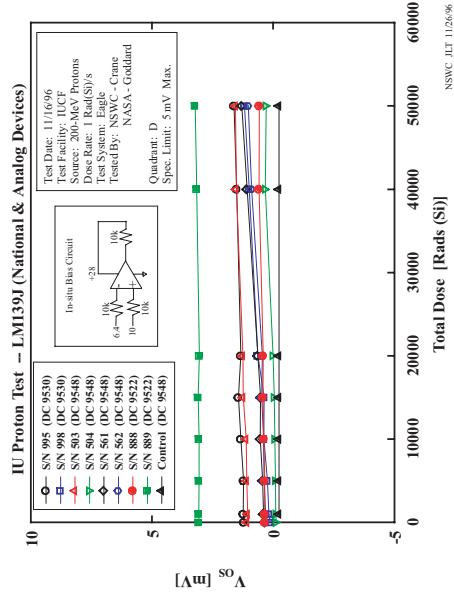 IU Proton Test – LM139J (National & Analog Devices)
S/N 995 (DC 9530)
S/N 998 (DC 9530)
S/N 503 (DC 9548)
S/N 504 (DC 9548)
S/N 561 (DC 9548)
S/N 562 (DC 9548)
S/N 888 (DC 9522)
S/N 889 (DC 9522)
Control (DC 9548)
In-situ Bias Circuit
+28
6.4
10k
10
10k
10k
10k
Test Date: 11/16/96
Test Facility: IUCF
Source: 200-MeV Protons
Dose Rate: 1 Rad(Si)/s
Test System: Eagle
Tested By: NSWC - Crane
NASA - Goddard
Quadrant: D
Spec. Limit: 5 mV Max.
VOS [mV]
10
5
0
-5
0
10000
20000
30000
40000
50000
60000
Total Dose [Rads (Si)]
NSWC JLT 11/26/96